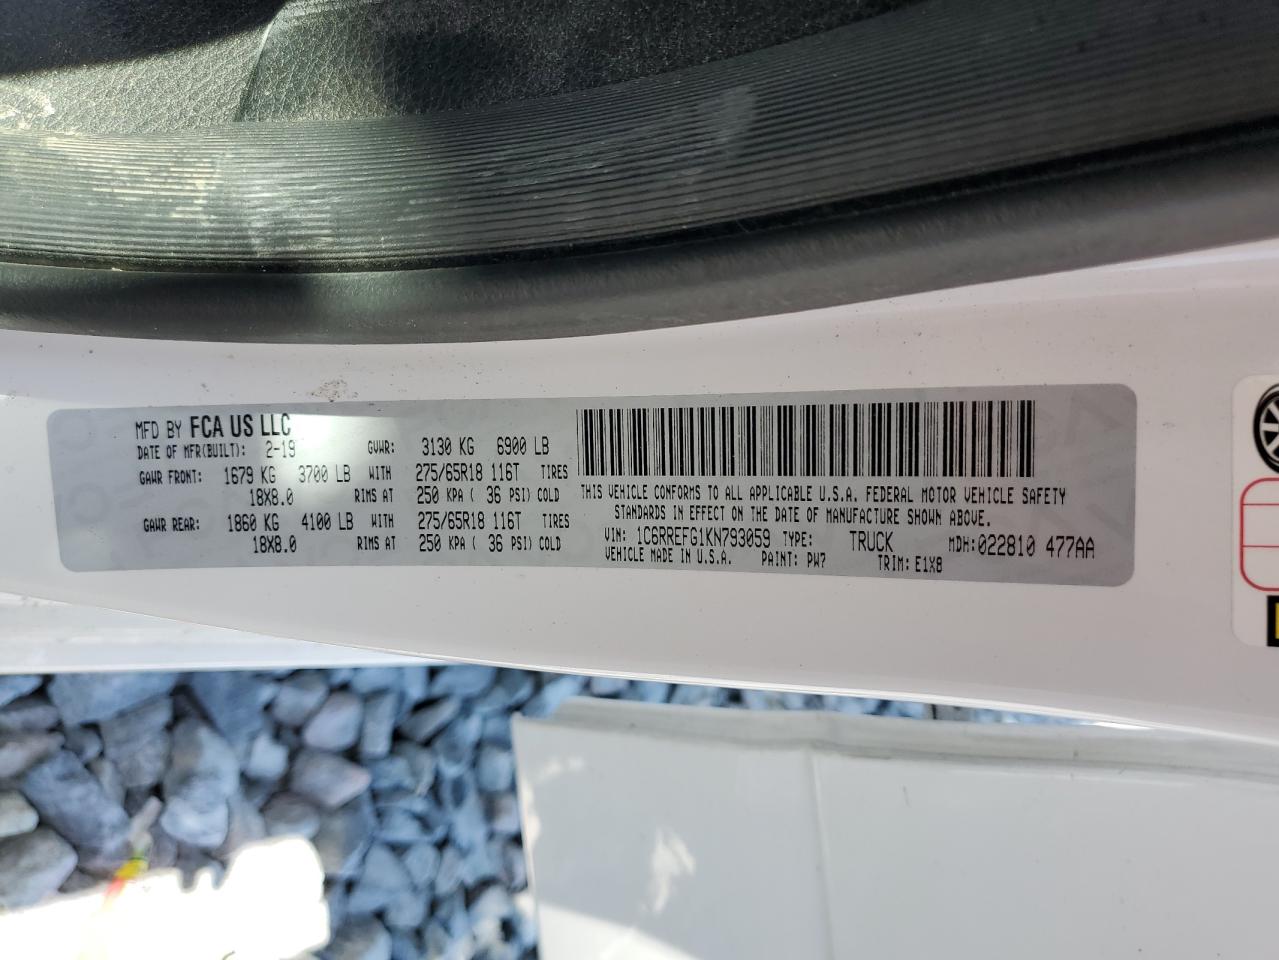 MFD BY FCA US LLC
DATE OF MFR(BUILT): 2-19 GVWR: 3130 KG 6900 LB
GAWR FRONT: 1679 KG 3700 LB WITH 275/65R18 116T TIRES
18X8.0 RIMS AT 250 KPA ( 36 PSI) COLD
GAWR REAR: 1860 KG 4100 LB WITH 275/65R18 116T TIRES
18X8.0 RIMS AT 250 KPA ( 36 PSI) COLD
THIS VEHICLE CONFORMS TO ALL APPLICABLE U.S.A. FEDERAL MOTOR VEHICLE SAFETY
STANDARDS IN EFFECT ON THE DATE OF MANUFACTURE SHOWN ABOVE.
VIN: 1C6RREFG1KN793059 TYPE: TRUCK MDH: 022810 477AA
VEHICLE MADE IN U.S.A. PAINT: PW7 TRIM: E1X8